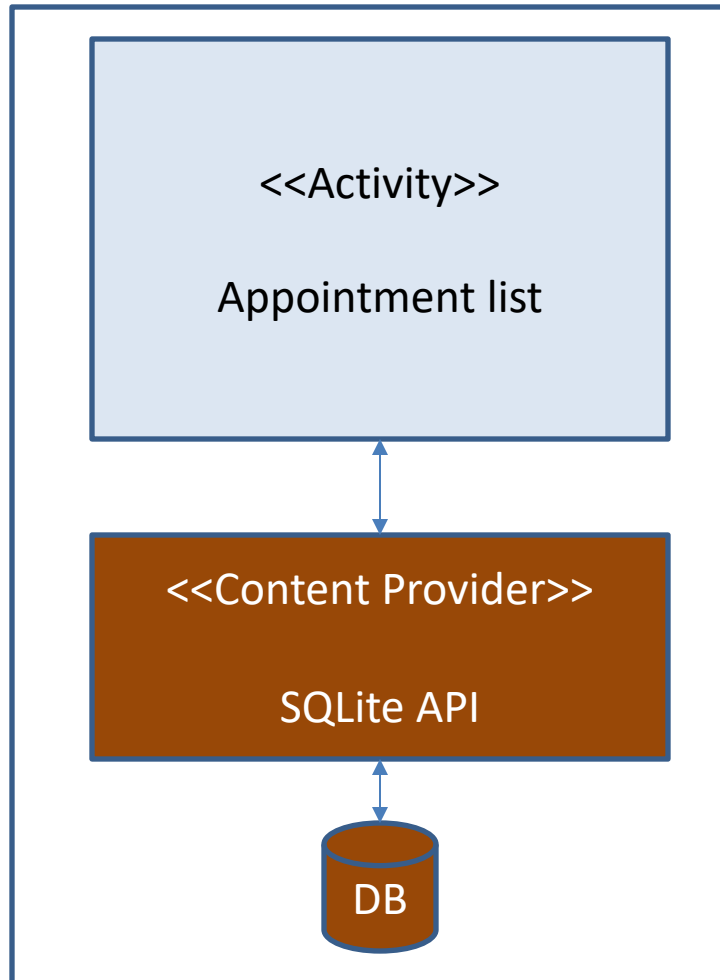 <<Activity>>
Appointment list
<<Content Provider>>
SQLite API
DB